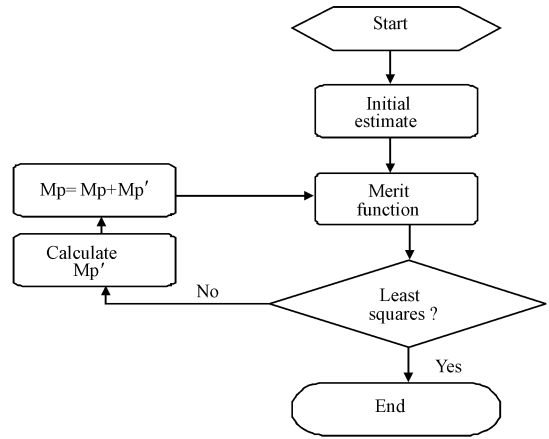 Start
Initial
estimate
Mp= Mp+Mp′
Merit
function
Calculate
Mp′
No
Least
squares ?
Yes
End